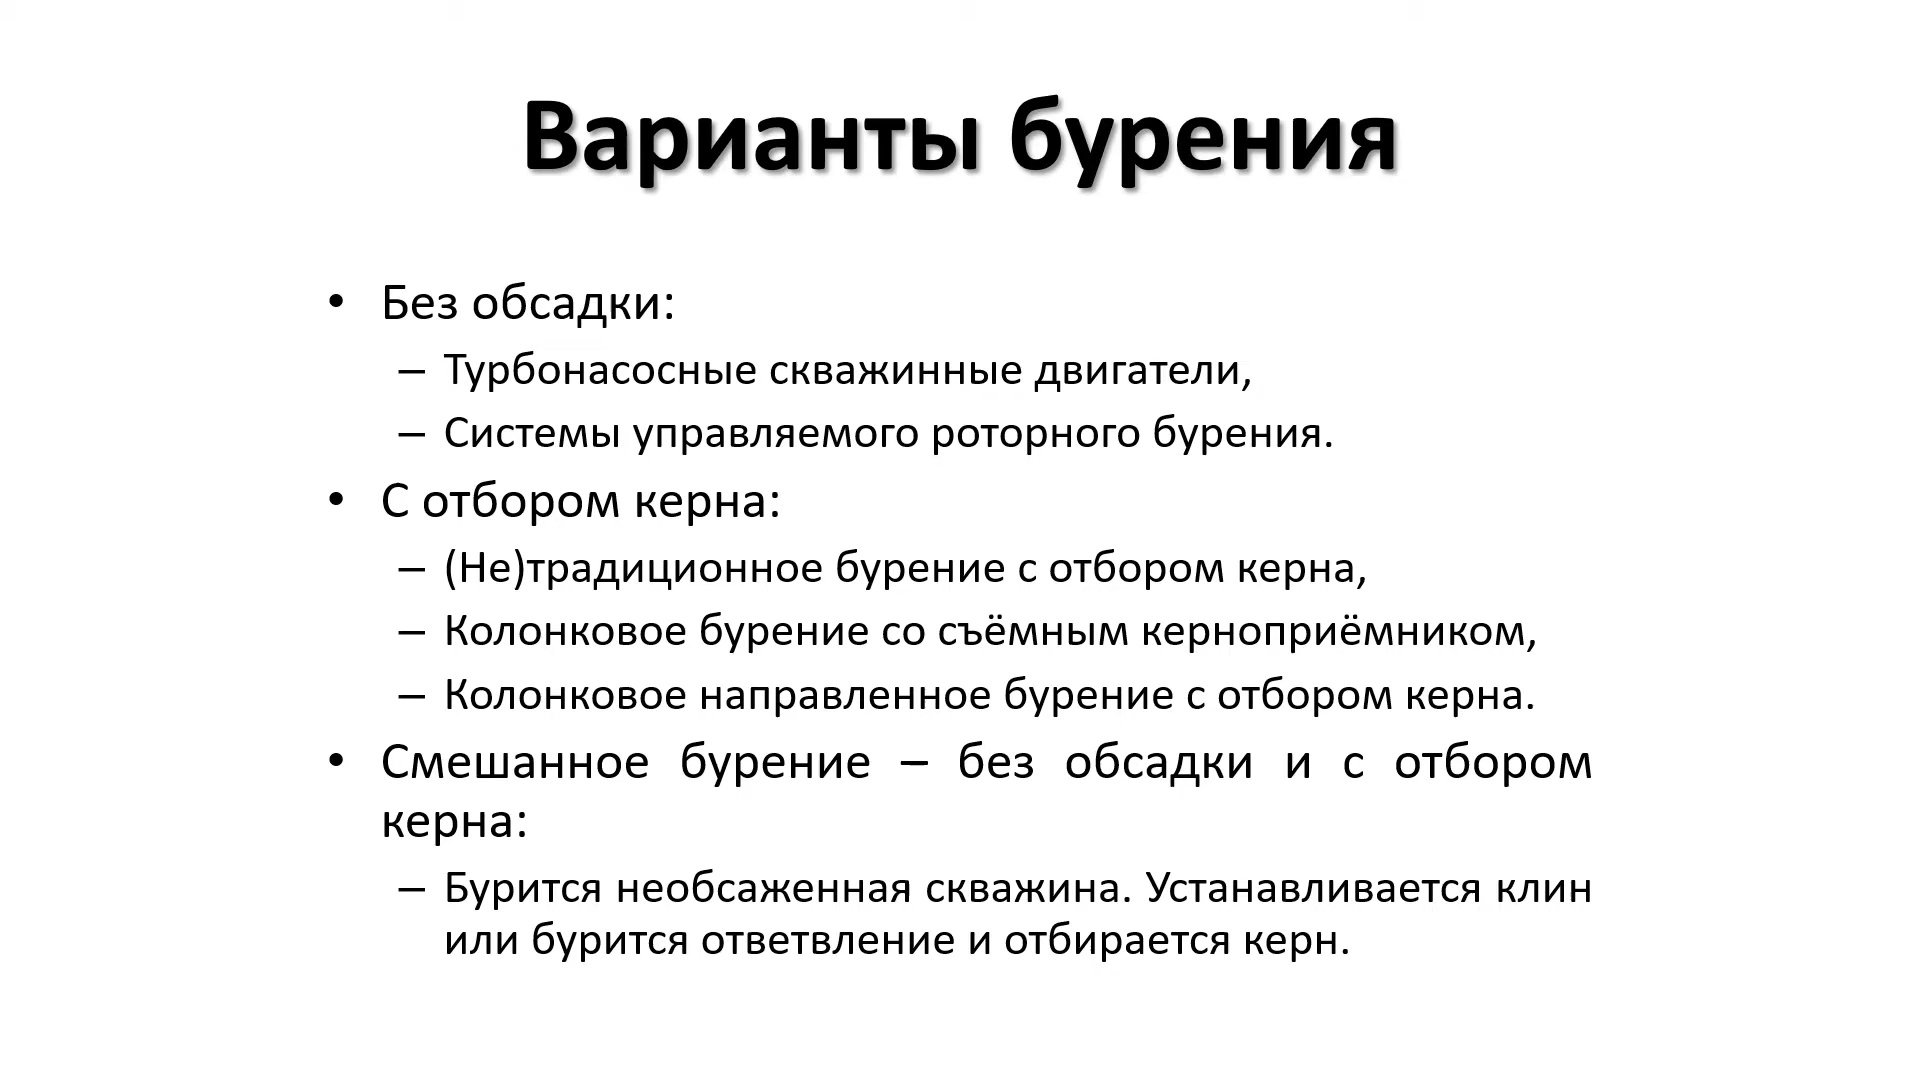 Варианты бурения
• Без обсадки:
– Турбонасосные скважинные двигатели,
– Системы управляемого роторного бурения.
• С отбором керна:
– (Не)традиционное бурение с отбором керна,
– Колонковое бурение со съёмным керноприёмником,
– Колонковое направленное бурение с отбором керна.
• Смешанное бурение – без обсадки и с отбором
керна:
– Бурится необсаженная скважина. Устанавливается клин
или бурится ответвление и отбирается керн.